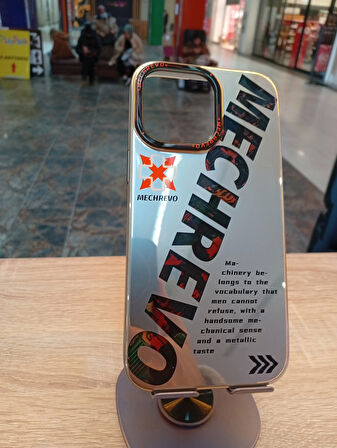 MECHREVO
MECHREVO
MECHREVO
Ma-
chinery be-
longs to the
vocabulary that
men cannot
refuse, with a
handsome me-
chanical sense
and a metallic
taste